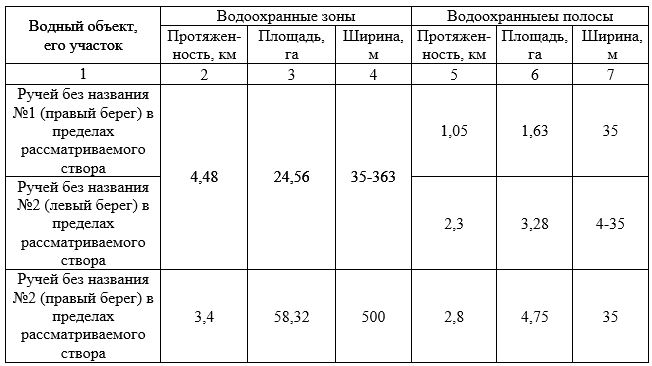 Водный объект,
его участок
Водоохранные зоны
Водоохранныеы полосы
Протяжен-
ность, км
Площадь,
га
Ширина,
м
Протяжен-
ность, км
Площадь,
га
Ширина,
м
1 2 3 4 5 6 7
Ручей без названия
№1 (правый берег) в
пределах
рассматриваемого
створа
4,48 24,56 35-363
1,05 1,63 35
Ручей без названия
№2 (левый берег) в
пределах
рассматриваемого
створа
2,3 3,28 4-35
Ручей без названия
№2 (правый берег) в
пределах
рассматриваемого
створа
3,4 58,32 500 2,8 4,75 35